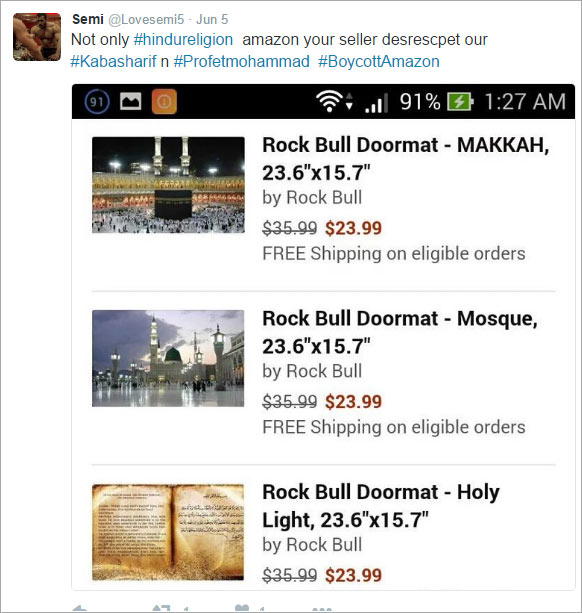 Semi @Lovesemi5 · Jun 5
Not only #hindureligion amazon your seller desrescpet our
#Kabasharif n #Profetmohammad #BoycottAmazon
91 91% 1:27 AM
Rock Bull Doormat - MAKKAH,
23.6"x15.7"
by Rock Bull
$35.99 $23.99
FREE Shipping on eligible orders
Rock Bull Doormat - Mosque,
23.6"x15.7"
by Rock Bull
$35.99 $23.99
FREE Shipping on eligible orders
Rock Bull Doormat - Holy
Light, 23.6"x15.7"
by Rock Bull
$35.99 $23.99